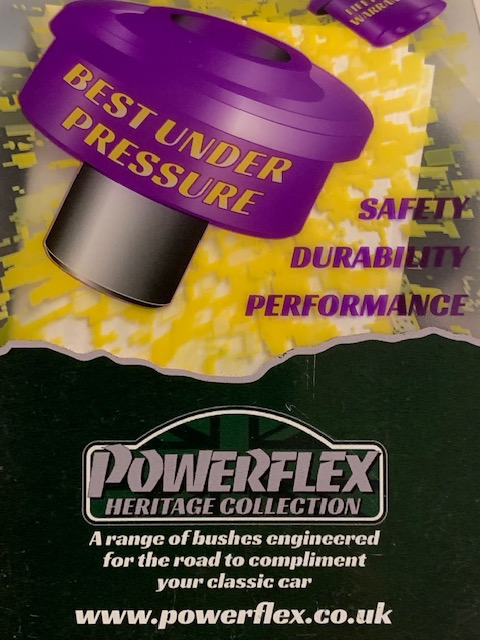 BEST UNDER
PRESSURE
SAFETY
DURABILITY
PERFORMANCE
POWERFLEX
HERITAGE COLLECTION
A range of bushes engineered
for the road to compliment
your classic car
www.powerflex.co.uk